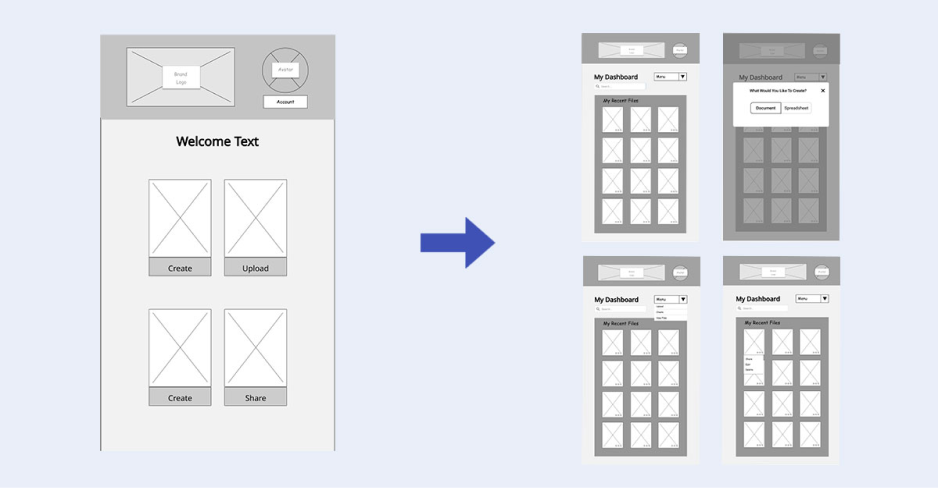 Brand
Logo
Avatar
Account
Welcome Text
Create
Upload
Create
Share
My Dashboard
Menu
Search
My Recent Files
My Dashboard
Menu
What Would You Like To Create?
Document
Spreadsheet
My Dashboard
Menu
Search
My Recent Files
My Dashboard
Menu
Search
My Recent Files